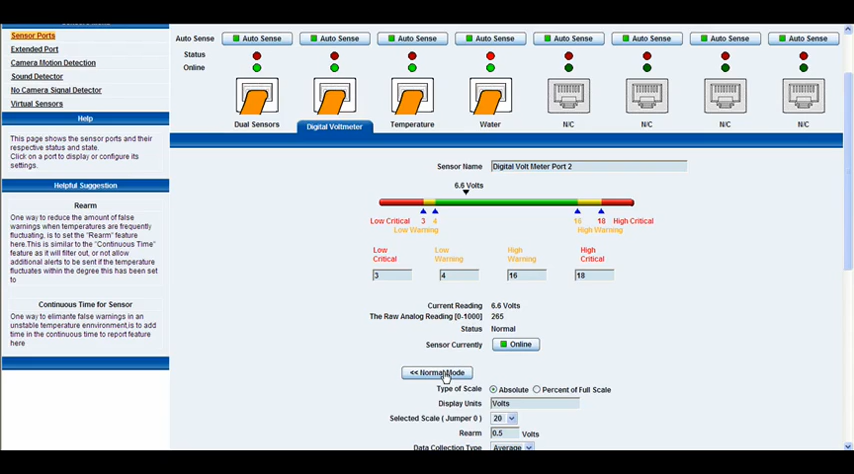 Sensor Ports
Extended Port
Camera Motion Detection
Sound Detector
No Camera Signal Detector
Virtual Sensors
Help
This page shows the sensor ports and their
respective status and state.
Click on a port to display or configure its
settings.
Helpful Suggestion
Rearm
One way to reduce the amount of false
warnings when temperatures are frequently
fluctuating, is to set the "Rearm" feature
here.This is similar to the "Continuous Time"
feature as it will filter out, or not allow
additional alerts to be sent if the temperature
fluctuates within the degree this has been set
to
Continuous Time for Sensor
One way to elimante false warnings in an
unstable temperature ennvironment,is to add
time in the continuous time to report feature
here
Auto Sense Auto Sense Auto Sense Auto Sense Auto Sense Auto Sense Auto Sense Auto Sense Auto Sense
Status
Online
Dual Sensors Digital Voltmeter Temperature Water N/C N/C N/C N/C
Sensor Name Digital Volt Meter Port 2
6.6 Volts
Low Critical 3 4 16 18 High Critical
Low Warning High Warning
Low Critical Low Warning High Warning High Critical
3 4 16 18
Current Reading 6.6 Volts
The Raw Analog Reading [0-1000] 265
Status Normal
Sensor Currently Online
<< Normal Mode
Type of Scale Absolute Percent of Full Scale
Display Units Volts
Selected Scale ( Jumper 0 ) 20
Rearm 0.5 Volts
Data Collection Type Average